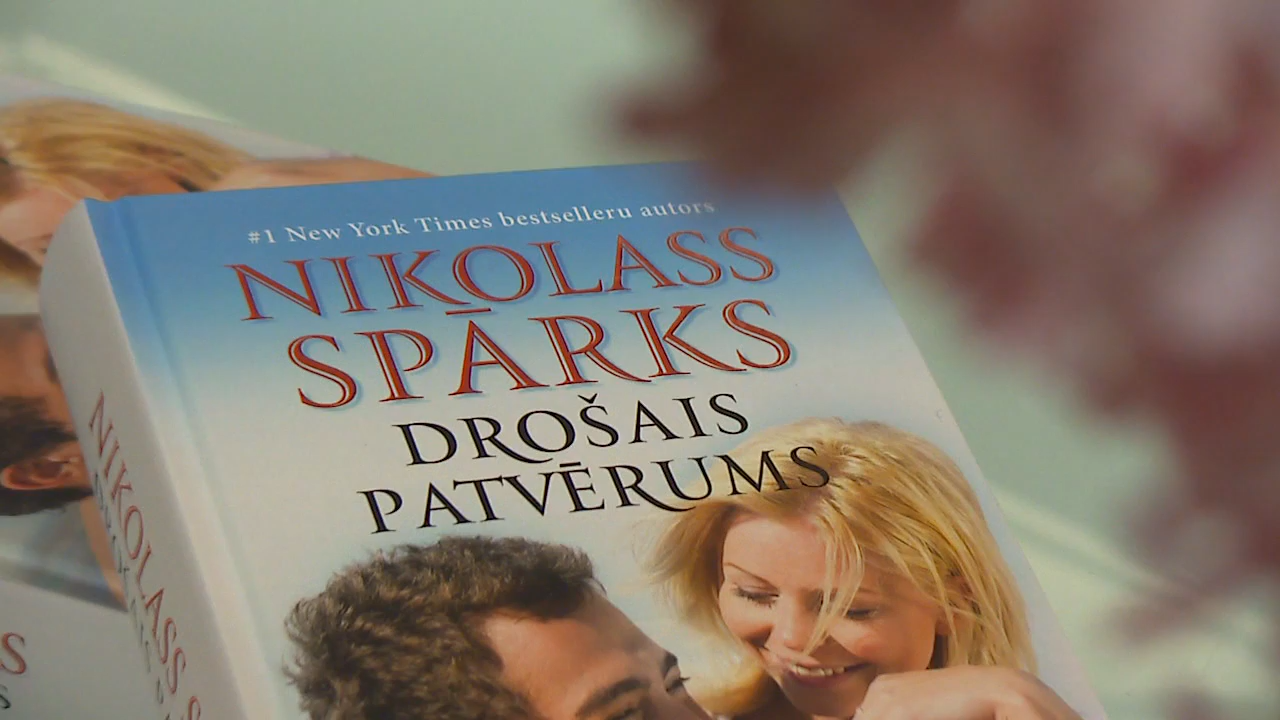 #1 New York Times bestselleru autors
NIKOLASS
SPĀRKS
DROŠAIS
PATVĒRUMS
NIKOLASS S
S
S